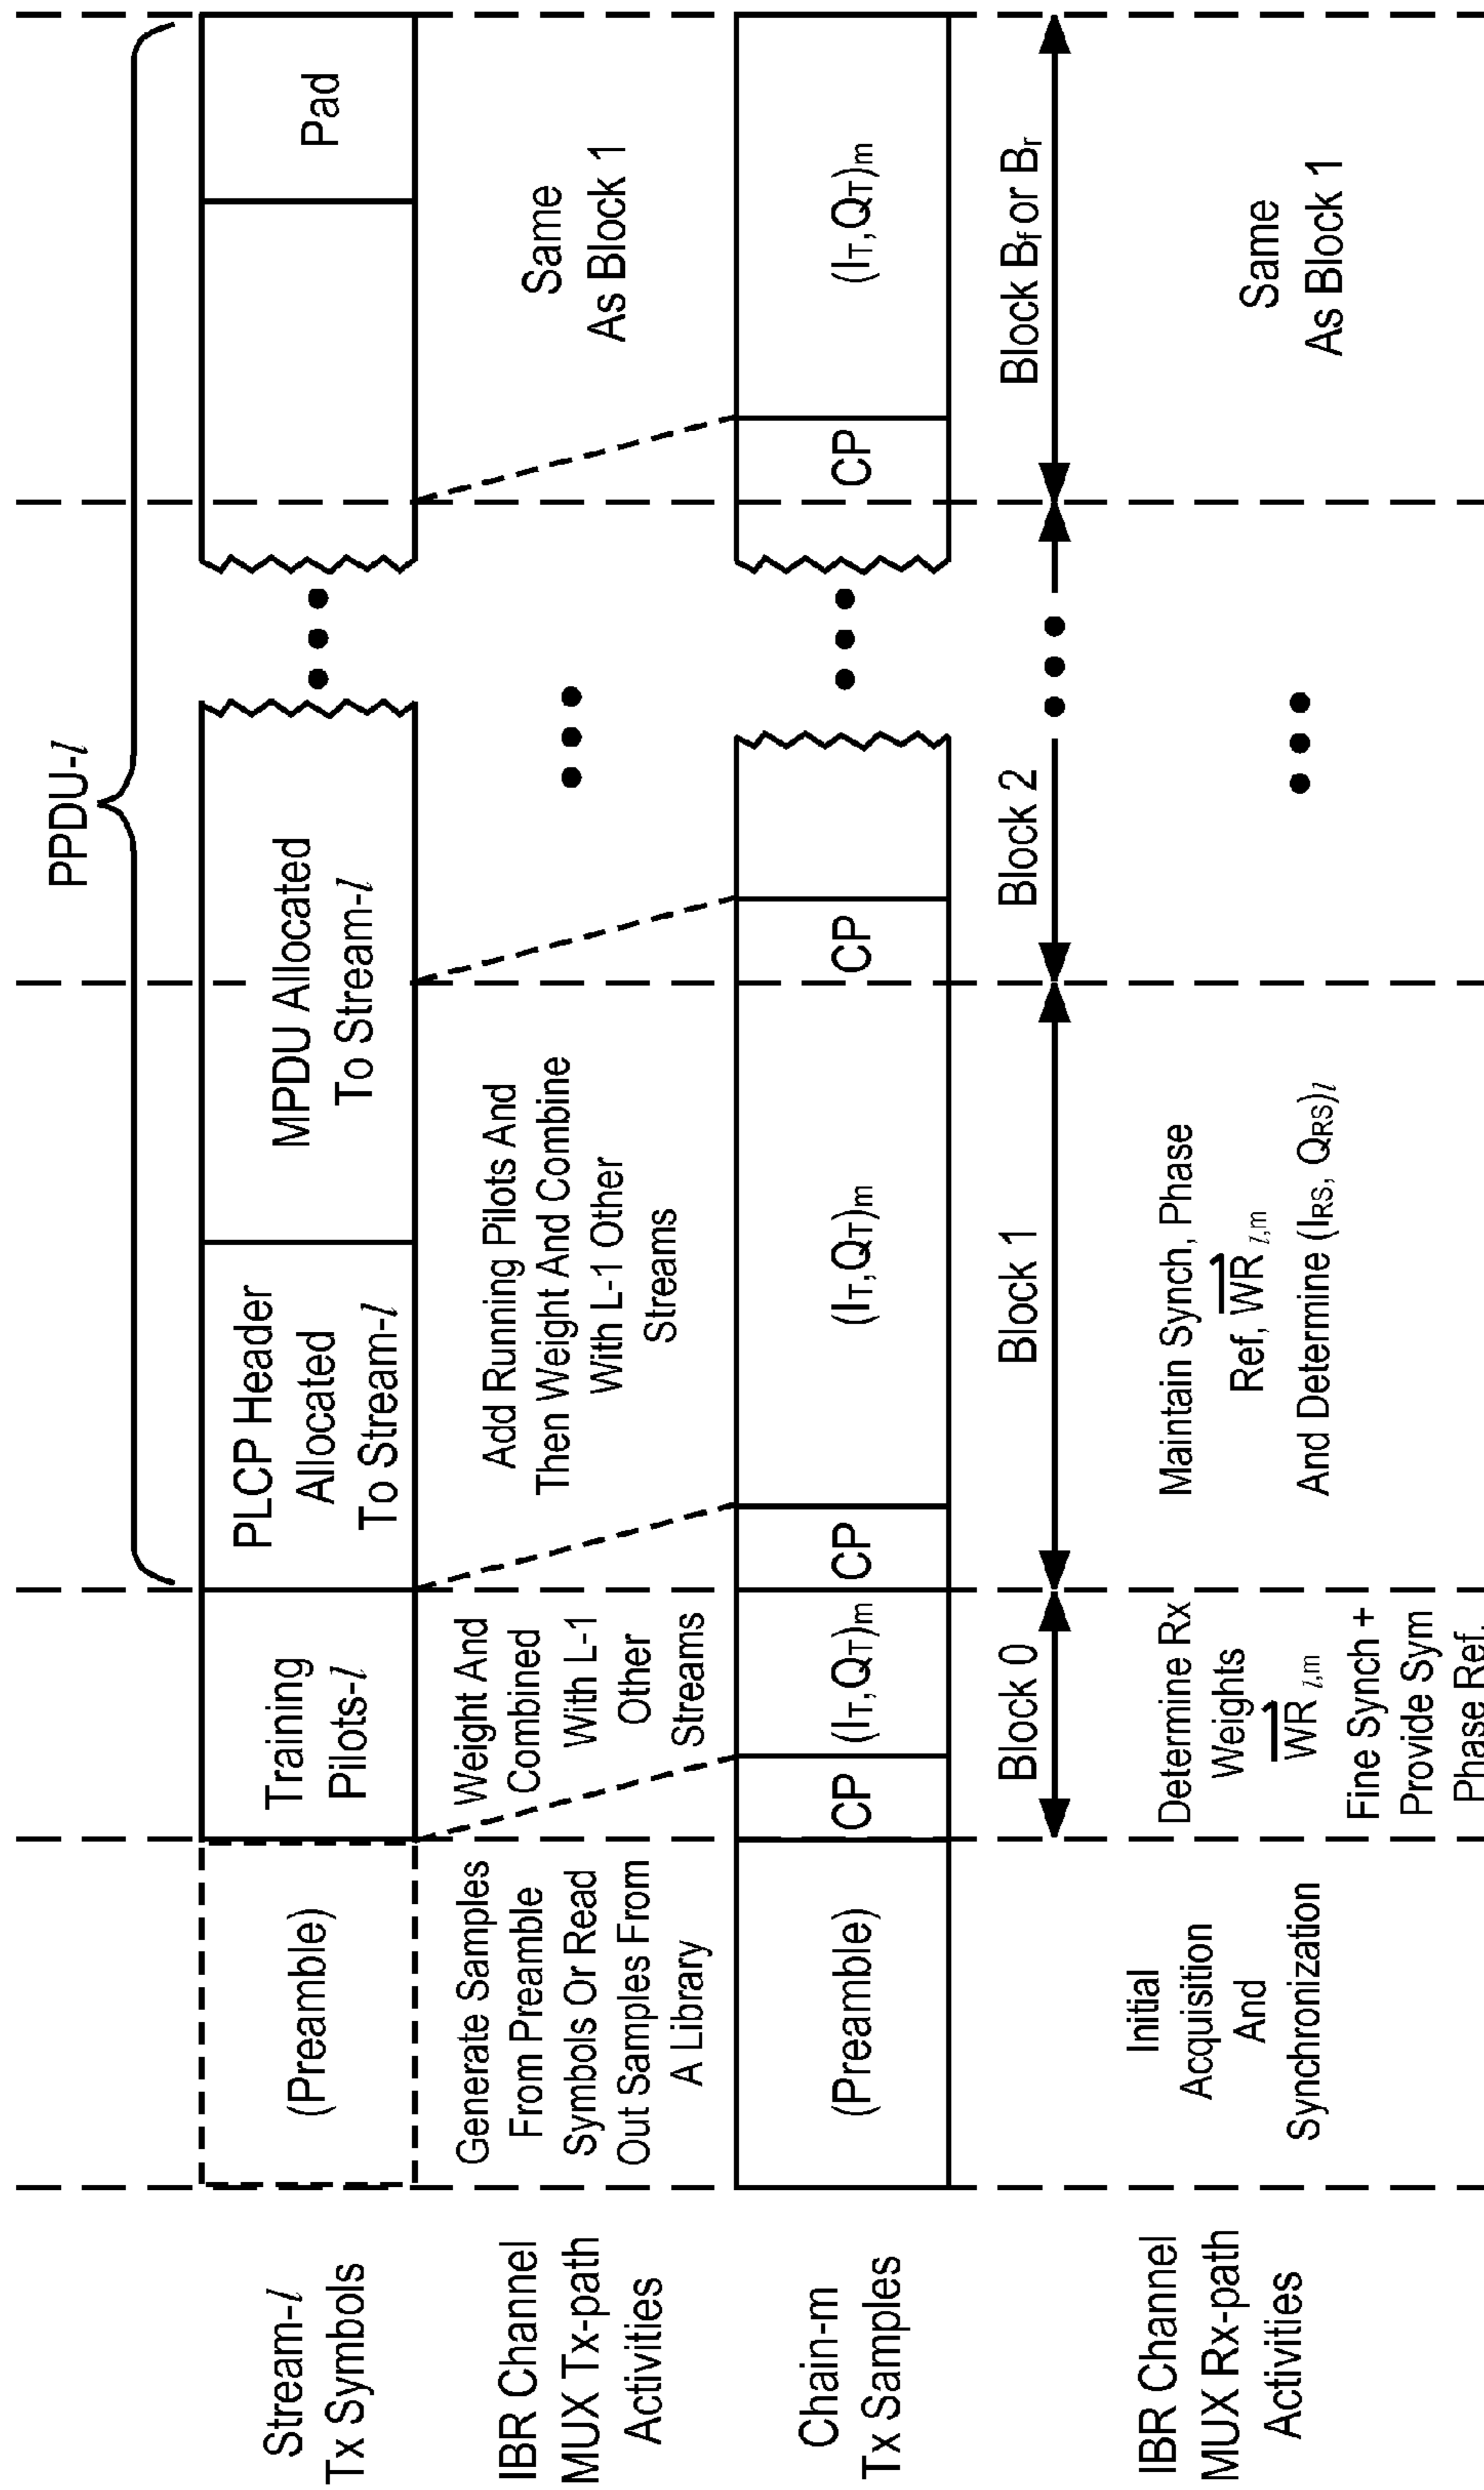 PPDU-l
Stream-l
Tx Symbols
(Preamble)
Training
Pilots-l
PLCP Header
Allocated
To Stream-l
MPDU Allocated
To Stream-l
•••
Pad
IBR Channel
MUX Tx-path
Activities
Generate Samples
From Preamble
Symbols Or Read
Out Samples From
A Library
Weight And
Combined
With L-1
Other
Streams
Add Running Pilots And
Then Weight And Combine
With L-1 Other
Streams
•••
Same
As Block 1
Chain-m
Tx Samples
(Preamble)
CP
(IT,QT)m
CP
(IT,QT)m
CP
•••
CP
(IT,QT)m
Block 0
Block 1
Block 2
•••
Block Bf or Br
IBR Channel
MUX Rx-path
Activities
Initial
Acquisition
And
Synchronization
Determine Rx
Weights
WR l,m
Fine Synch +
Provide Sym
Phase Ref.
Maintain Synch, Phase
Ref, WR l,m
And Determine (IRS, QRS)l
•••
Same
As Block 1